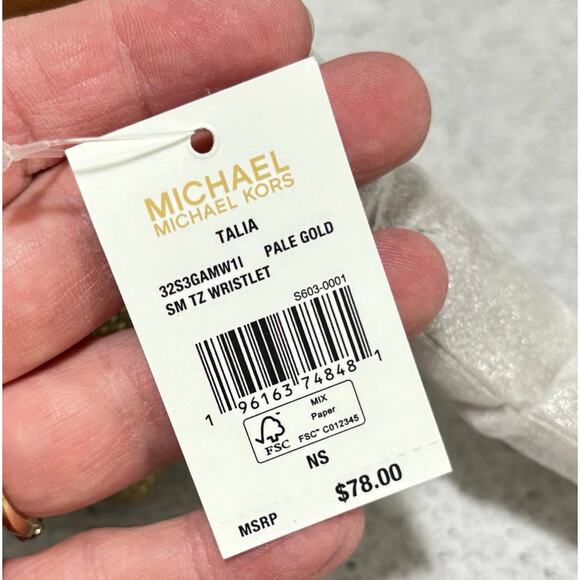 MICHAEL
MICHAEL KORS
TALIA
32S3GAMW1I PALE GOLD
SM TZ WRISTLET
S603-0001
1 96163 74848 1
FSC
MIX
Paper
FSC™ C012345
NS
MSRP $78.00